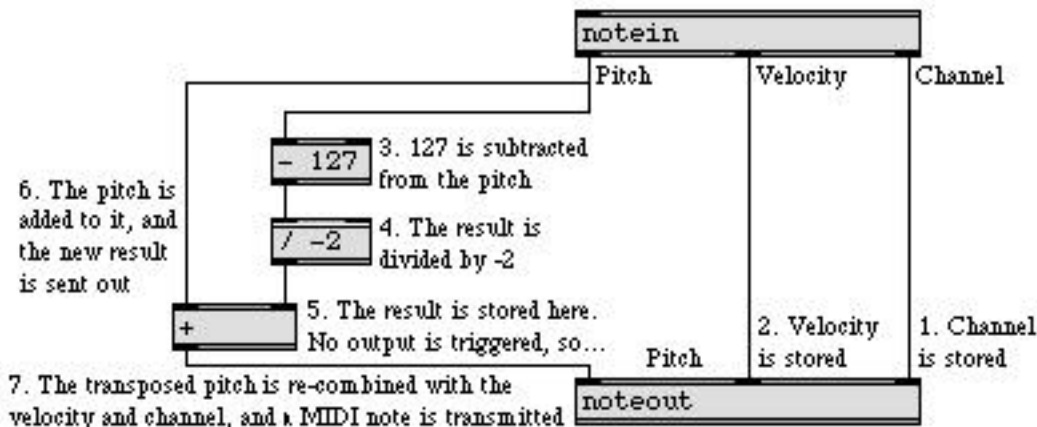 notein
Pitch
Velocity
Channel
- 127
3. 127 is subtracted
from the pitch
6. The pitch is
added to it, and
the new result
is sent out
/ -2
4. The result is
divided by -2
+
5. The result is stored here.
No output is triggered, so...
2. Velocity
is stored
1. Channel
is stored
Pitch
7. The transposed pitch is re-combined with the
velocity and channel, and a MIDI note is transmitted
noteout